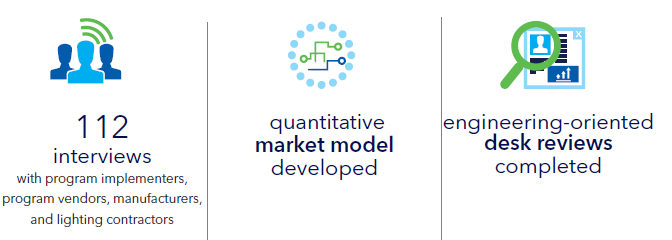 112
interviews
with program implementers,
program vendors, manufacturers,
and lighting contractors
quantitative
market model
developed
engineering-oriented
desk reviews
completed